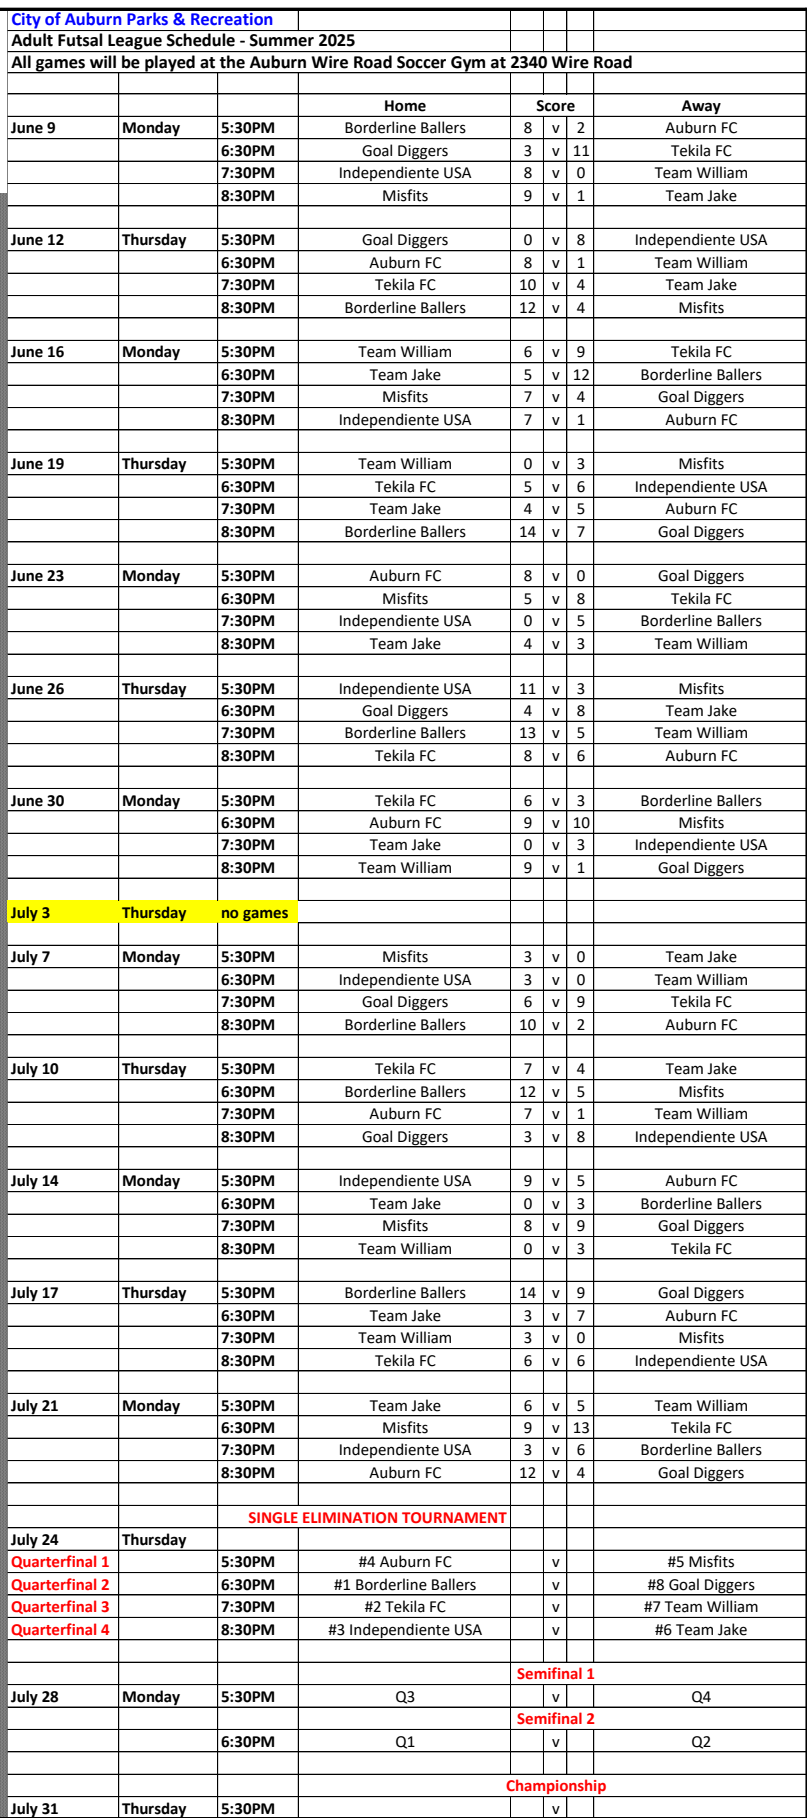 City of Auburn Parks & Recreation
Adult Futsal League Schedule - Summer 2025
All games will be played at the Auburn Wire Road Soccer Gym at 2340 Wire Road
Home Score Away
June 9 Monday 5:30PM Borderline Ballers 8 v 2 Auburn FC
6:30PM Goal Diggers 3 v 11 Tekila FC
7:30PM Independiente USA 8 v 0 Team William
8:30PM Misfits 9 v 1 Team Jake
June 12 Thursday 5:30PM Goal Diggers 0 v 8 Independiente USA
6:30PM Auburn FC 8 v 1 Team William
7:30PM Tekila FC 10 v 4 Team Jake
8:30PM Borderline Ballers 12 v 4 Misfits
June 16 Monday 5:30PM Team William 6 v 9 Tekila FC
6:30PM Team Jake 5 v 12 Borderline Ballers
7:30PM Misfits 7 v 4 Goal Diggers
8:30PM Independiente USA 7 v 1 Auburn FC
June 19 Thursday 5:30PM Team William 0 v 3 Misfits
6:30PM Tekila FC 5 v 6 Independiente USA
7:30PM Team Jake 4 v 5 Auburn FC
8:30PM Borderline Ballers 14 v 7 Goal Diggers
June 23 Monday 5:30PM Auburn FC 8 v 0 Goal Diggers
6:30PM Misfits 5 v 8 Tekila FC
7:30PM Independiente USA 0 v 5 Borderline Ballers
8:30PM Team Jake 4 v 3 Team William
June 26 Thursday 5:30PM Independiente USA 11 v 3 Misfits
6:30PM Goal Diggers 4 v 8 Team Jake
7:30PM Borderline Ballers 13 v 5 Team William
8:30PM Tekila FC 8 v 6 Auburn FC
June 30 Monday 5:30PM Tekila FC 6 v 3 Borderline Ballers
6:30PM Auburn FC 9 v 10 Misfits
7:30PM Team Jake 0 v 3 Independiente USA
8:30PM Team William 9 v 1 Goal Diggers
July 3 Thursday no games
July 7 Monday 5:30PM Misfits 3 v 0 Team Jake
6:30PM Independiente USA 3 v 0 Team William
7:30PM Goal Diggers 6 v 9 Tekila FC
8:30PM Borderline Ballers 10 v 2 Auburn FC
July 10 Thursday 5:30PM Tekila FC 7 v 4 Team Jake
6:30PM Borderline Ballers 12 v 5 Misfits
7:30PM Auburn FC 7 v 1 Team William
8:30PM Goal Diggers 3 v 8 Independiente USA
July 14 Monday 5:30PM Independiente USA 9 v 5 Auburn FC
6:30PM Team Jake 0 v 3 Borderline Ballers
7:30PM Misfits 8 v 9 Goal Diggers
8:30PM Team William 0 v 3 Tekila FC
July 17 Thursday 5:30PM Borderline Ballers 14 v 9 Goal Diggers
6:30PM Team Jake 3 v 7 Auburn FC
7:30PM Team William 3 v 0 Misfits
8:30PM Tekila FC 6 v 6 Independiente USA
July 21 Monday 5:30PM Team Jake 6 v 5 Team William
6:30PM Misfits 9 v 13 Tekila FC
7:30PM Independiente USA 3 v 6 Borderline Ballers
8:30PM Auburn FC 12 v 4 Goal Diggers
SINGLE ELIMINATION TOURNAMENT
July 24 Thursday
Quarterfinal 1 5:30PM #4 Auburn FC v #5 Misfits
Quarterfinal 2 6:30PM #1 Borderline Ballers v #8 Goal Diggers
Quarterfinal 3 7:30PM #2 Tekila FC v #7 Team William
Quarterfinal 4 8:30PM #3 Independiente USA v #6 Team Jake
Semifinal 1
July 28 Monday 5:30PM Q3 v Q4
Semifinal 2
6:30PM Q1 v Q2
Championship
July 31 Thursday 5:30PM v